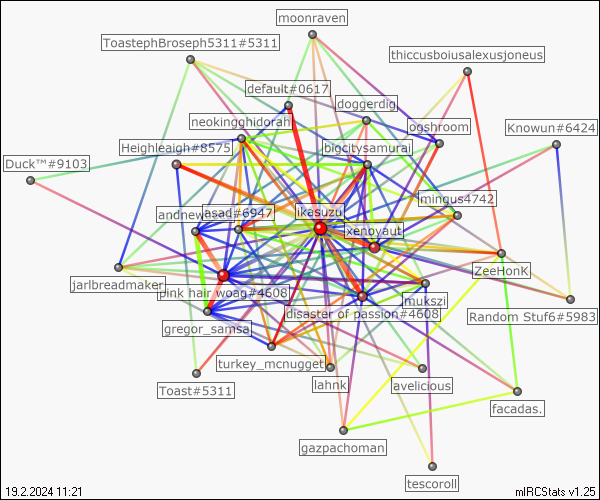 moonraven
ToastephBroseph5311#5311
thiccusboiusalexusjoneus
default#0617
doggerdig
neokingghidorah
ogshroom
Knowun#6424
Heighleaigh#8575
bigcitysamurai
Duck™#9103
mingus4742
asad#6947
ikasuzu
xenoyaut
ZeeHonK
jarlbreadmaker
pink hair woag#4608
mukszi
disaster of passion#4608
Random Stuf6#5983
gregor_samsa
turkey_mcnugget
lahnk
avelicious
Toast#5311
facadas.
gazpachoman
tescoroll
19.2.2024 11:21
mIRCStats v1.25